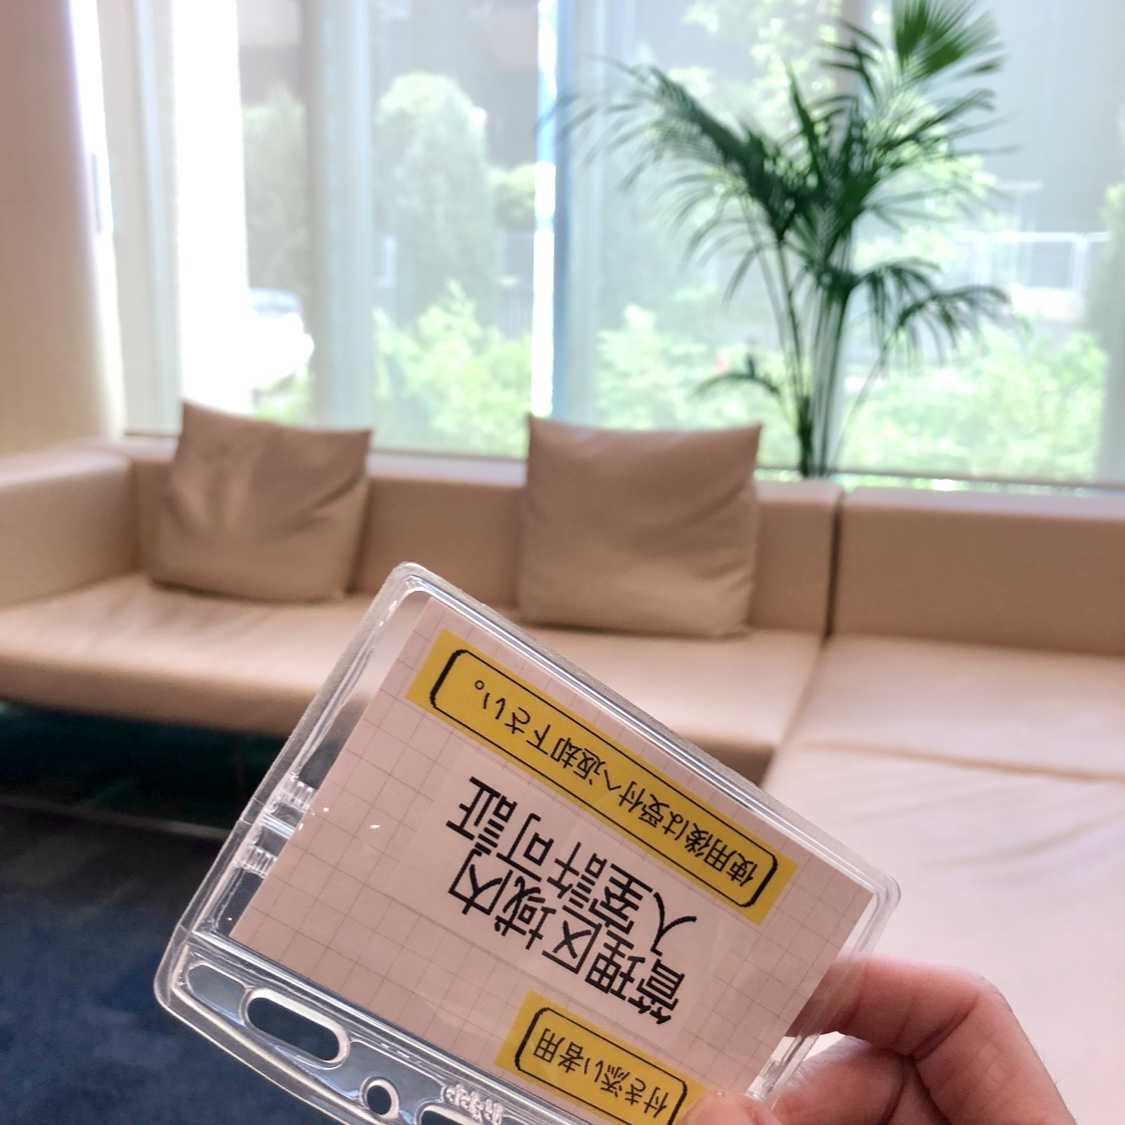 付き添い者用
管理区域内
入室許可証
使用後は受付へ返却下さい。